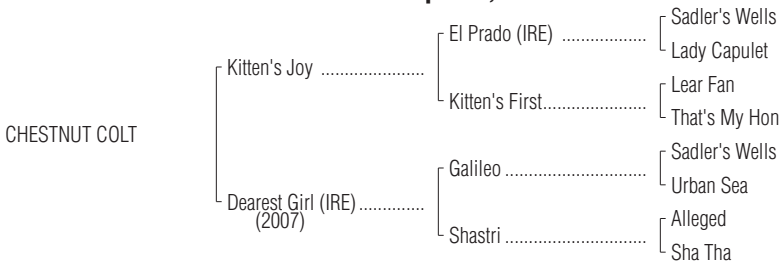 Sadler's Wells
El Prado (IRE) ..................
Lady Capulet
Kitten's Joy ......................
Lear Fan
Kitten's First......................
That's My Hon
CHESTNUT COLT
Sadler's Wells
Galileo ..............................
Urban Sea
Dearest Girl (IRE)..............
(2007)
Alleged
Shastri ..............................
Sha Tha